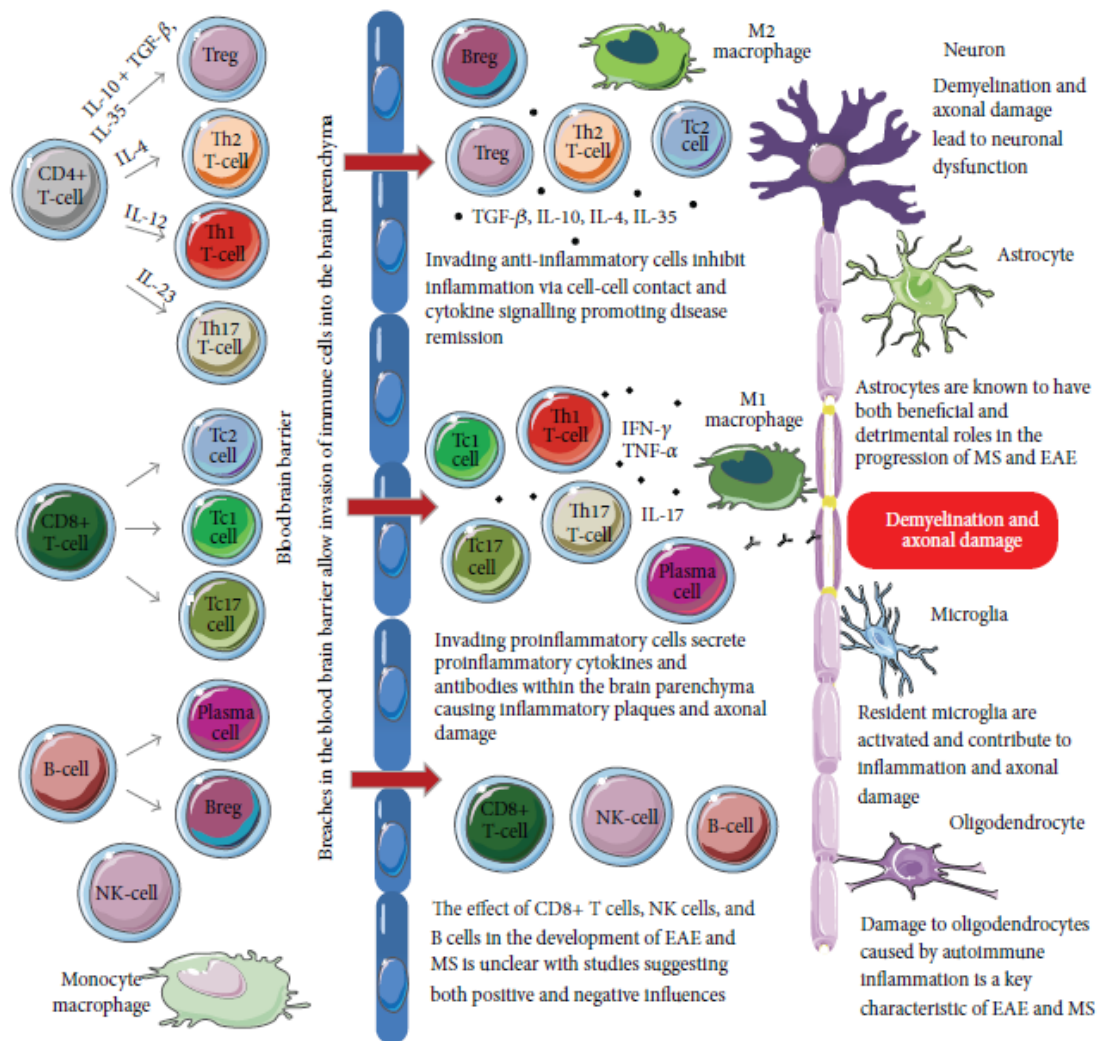 IL-10 + TGF-β,
IL-35
Treg
IL-4
Th2
T-cell
CD4+
T-cell
IL-12
Th1
T-cell
IL-23
Th17
T-cell
Tc2
cell
CD8+
T-cell
Tc1
cell
Tc17
cell
Plasma
cell
B-cell
Breg
NK-cell
Monocyte
macrophage
Blood brain barrier
Breaches in the blood brain barrier allow invasion of immune cells into the brain parenchyma
Breg
M2
macrophage
Treg
Th2
T-cell
Tc2
cell
TGF-β, IL-10, IL-4, IL-35
Invading anti-inflammatory cells inhibit
inflammation via cell-cell contact and
cytokine signalling promoting disease
remission
Tc1
cell
Th1
T-cell
IFN-γ
TNF-α
M1
macrophage
Th17
T-cell
IL-17
Tc17
cell
Plasma
cell
Invading proinflammatory cells secrete
proinflammatory cytokines and
antibodies within the brain parenchyma
causing inflammatory plaques and axonal
damage
CD8+
T-cell
NK-cell
B-cell
The effect of CD8+ T cells, NK cells, and
B cells in the development of EAE and
MS is unclear with studies suggesting
both positive and negative influences
Neuron
Demyelination and
axonal damage
lead to neuronal
dysfunction
Astrocyte
Astrocytes are known to have
both beneficial and
detrimental roles in the
progression of MS and EAE
Demyelination and
axonal damage
Microglia
Resident microglia are
activated and contribute to
inflammation and axonal
damage
Oligodendrocyte
Damage to oligodendrocytes
caused by autoimmune
inflammation is a key
characteristic of EAE and MS